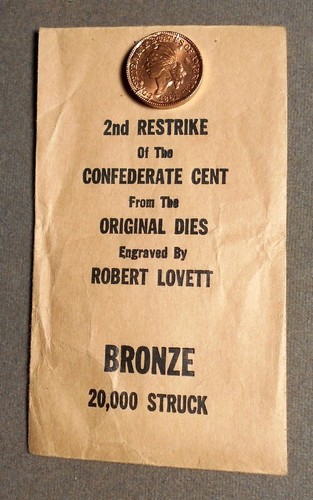 2nd RESTRIKE
Of The
CONFEDERATE CENT
From The
ORIGINAL DIES
Engraved By
ROBERT LOVETT
BRONZE
20,000 STRUCK